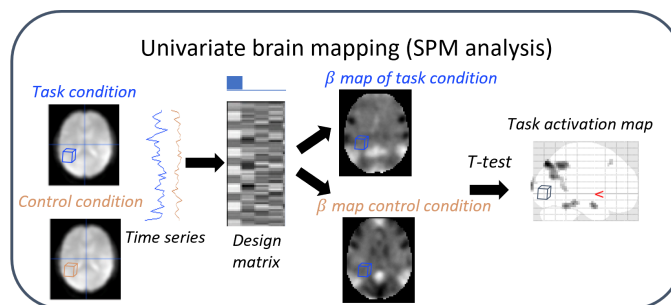 Univariate brain mapping (SPM analysis)
Task condition
β map of task condition
Task activation map
T-test
Control condition
β map control condition
Time series
Design
matrix